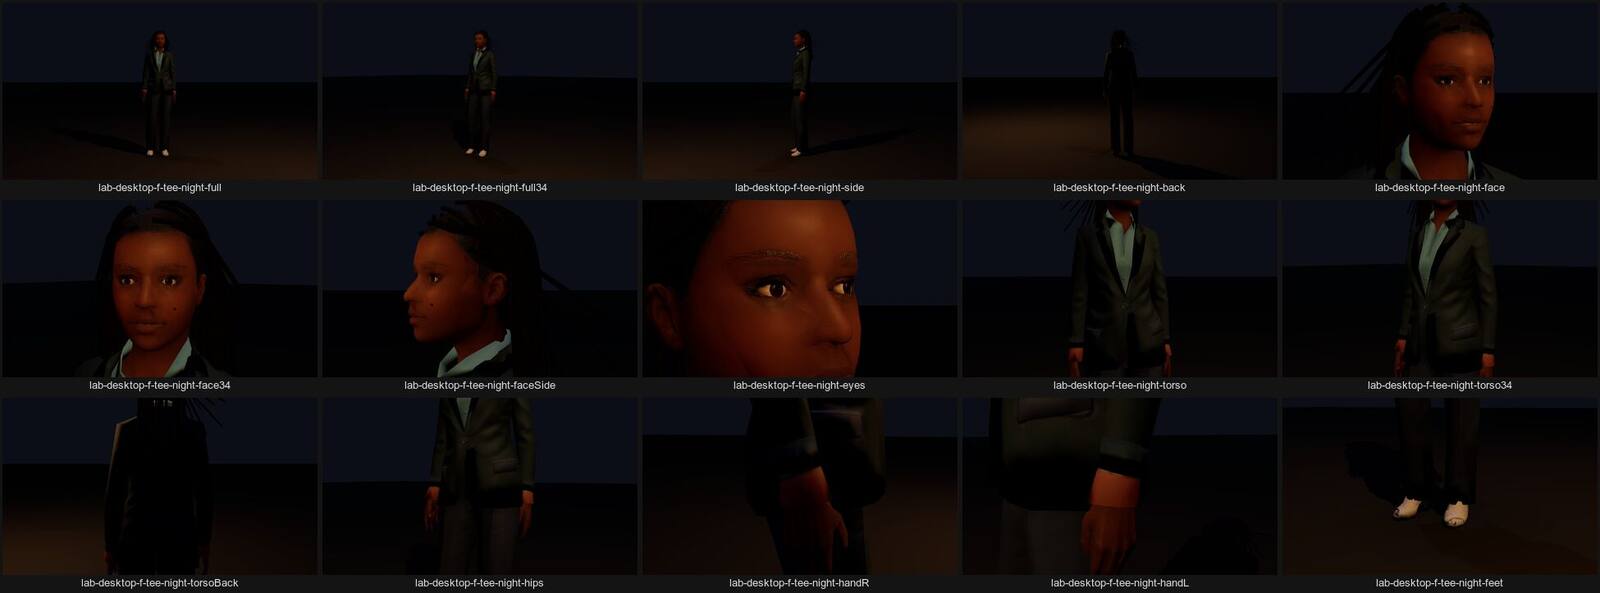 lab-desktop-f-tee-night-full
lab-desktop-f-tee-night-full34
lab-desktop-f-tee-night-side
lab-desktop-f-tee-night-back
lab-desktop-f-tee-night-face
lab-desktop-f-tee-night-face34
lab-desktop-f-tee-night-faceSide
lab-desktop-f-tee-night-eyes
lab-desktop-f-tee-night-torso
lab-desktop-f-tee-night-torso34
lab-desktop-f-tee-night-torsoBack
lab-desktop-f-tee-night-hips
lab-desktop-f-tee-night-handR
lab-desktop-f-tee-night-handL
lab-desktop-f-tee-night-feet